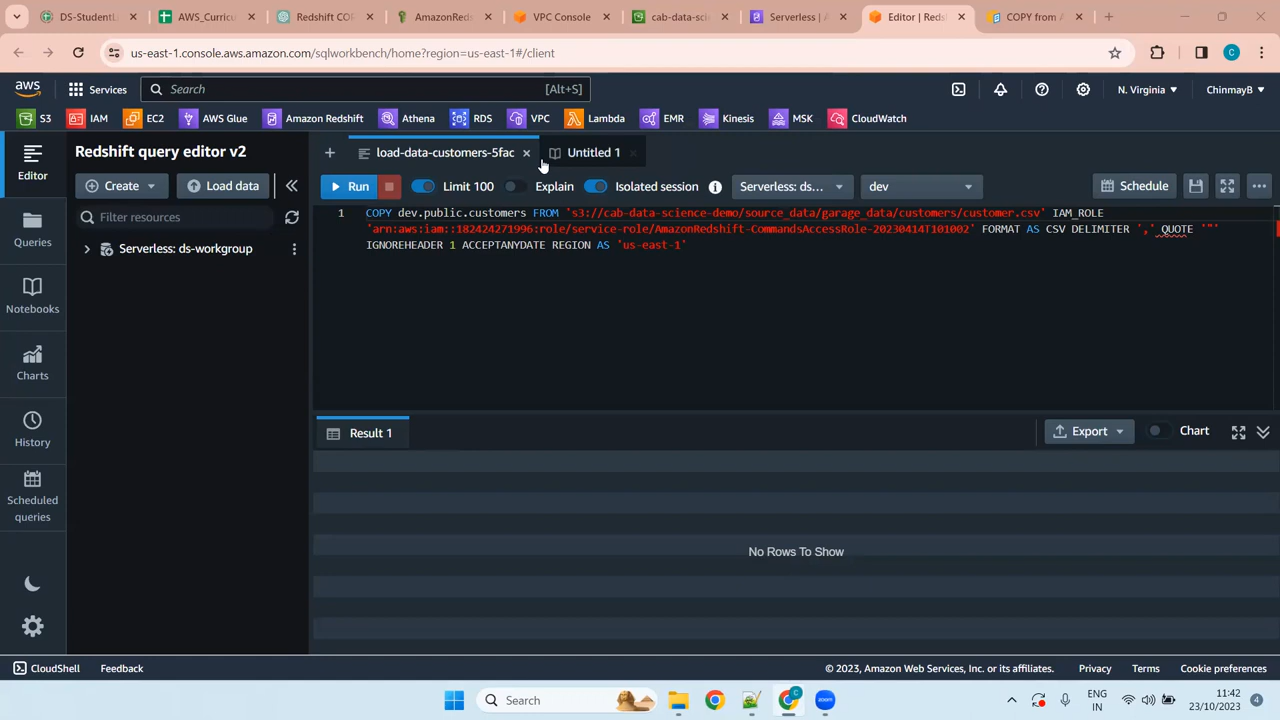 DS-StudentLi
AWS_Curricu
Redshift COP
AmazonReds
VPC Console
cab-data-scie
Serverless | A
Editor | Reds
COPY from A
us-east-1.console.aws.amazon.com/sqlworkbench/home?region=us-east-1#/client
C
aws
Services
Search
[Alt+S]
N. Virginia
ChinmayB
S3
IAM
EC2
AWS Glue
Amazon Redshift
Athena
RDS
VPC
Lambda
EMR
Kinesis
MSK
CloudWatch
Editor
Queries
Notebooks
Charts
History
Scheduled
queries
Redshift query editor v2
Create
Load data
Filter resources
Serverless: ds-workgroup
load-data-customers-5fac
Untitled 1
Run
Limit 100
Explain
Isolated session
Serverless: ds...
dev
Schedule
1
COPY dev.public.customers FROM 's3://cab-data-science-demo/source_data/garage_data/customers/customer.csv' IAM_ROLE
'arn:aws:iam::182424271996:role/service-role/AmazonRedshift-CommandsAccessRole-20230414T101002' FORMAT AS CSV DELIMITER ',' QUOTE '"'
IGNOREHEADER 1 ACCEPTANYDATE REGION AS 'us-east-1'
Result 1
Export
Chart
No Rows To Show
CloudShell
Feedback
© 2023, Amazon Web Services, Inc. or its affiliates.
Privacy
Terms
Cookie preferences
Search
C
ENG
IN
11:42
23/10/2023